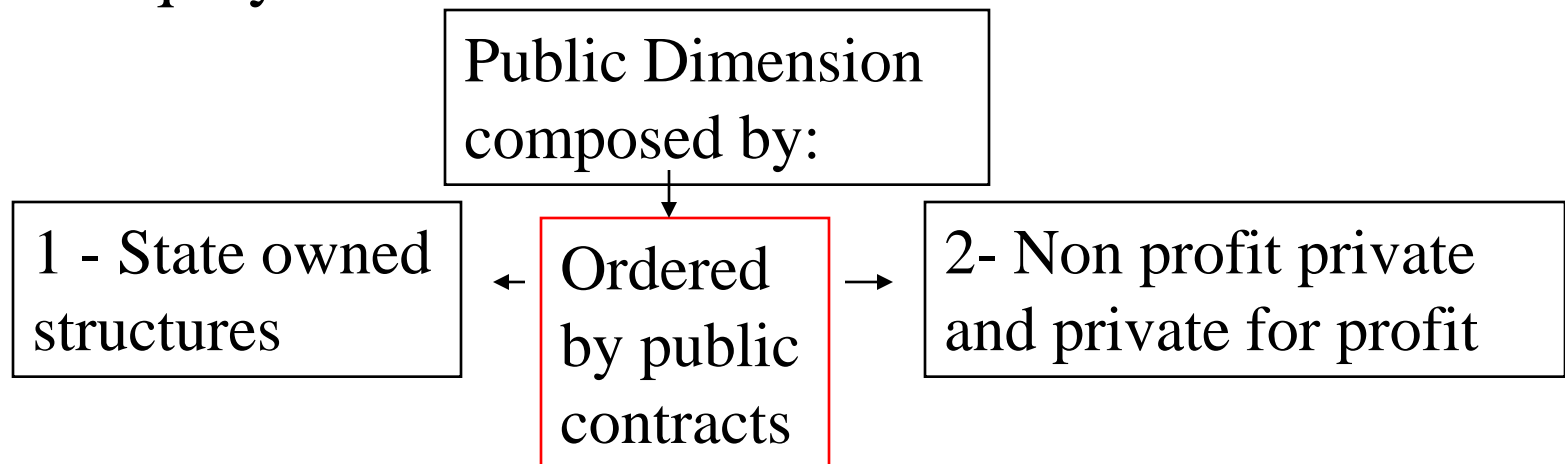 Public Dimension
composed by:
1 - State owned
structures
Ordered
by public
contracts
2- Non profit private
and private for profit